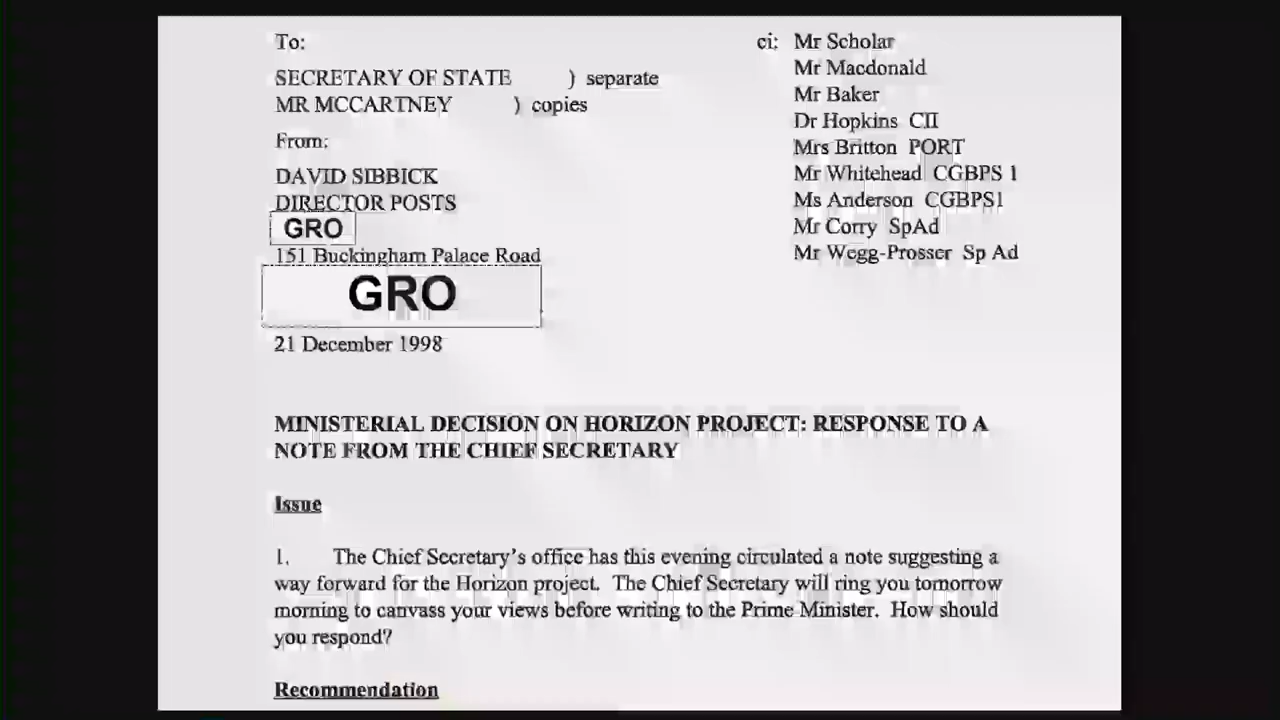 To:
SECRETARY OF STATE ) separate
MR MCCARTNEY ) copies
From:
DAVID SIBBICK
DIRECTOR POSTS
GRO
151 Buckingham Palace Road
GRO
21 December 1998
cc: Mr Scholar
Mr Macdonald
Mr Baker
Dr Hopkins CII
Mrs Britton PORT
Mr Whitehead CGBPS 1
Ms Anderson CGBPS1
Mr Corry SpAd
Mr Wegg-Prosser Sp Ad
MINISTERIAL DECISION ON HORIZON PROJECT: RESPONSE TO A
NOTE FROM THE CHIEF SECRETARY
Issue
1. The Chief Secretary's office has this evening circulated a note suggesting a
way forward for the Horizon project. The Chief Secretary will ring you tomorrow
morning to canvass your views before writing to the Prime Minister. How should
you respond?
Recommendation